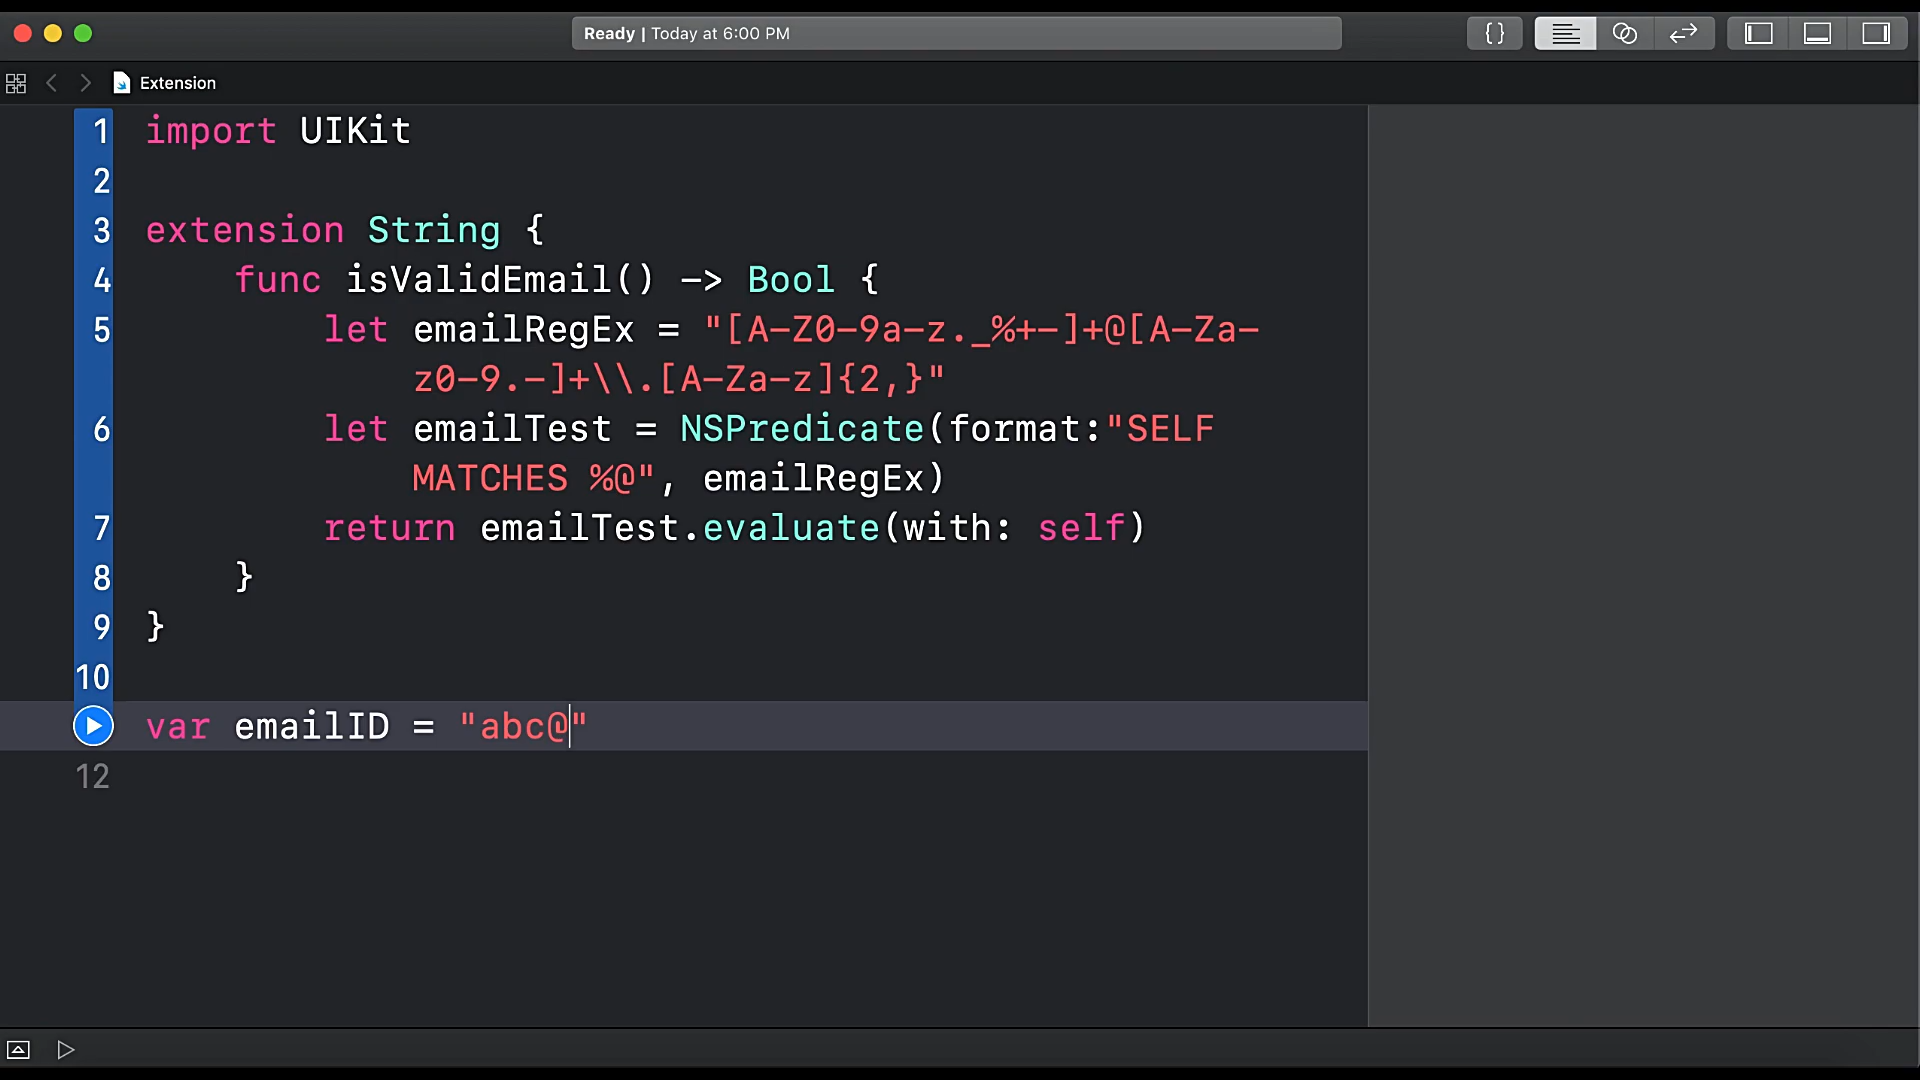 Ready | Today at 6:00 PM
{}
Extension
1 import UIKit
2
3 extension String {
4 func isValidEmail() -> Bool {
5 let emailRegEx = "[A-Z0-9a-z._%+-]+@[A-Za-
z0-9.-]+\\.[A-Za-z]{2,}"
6 let emailTest = NSPredicate(format:"SELF
MATCHES %@", emailRegEx)
7 return emailTest.evaluate(with: self)
8 }
9 }
10
var emailID = "abc@"
12